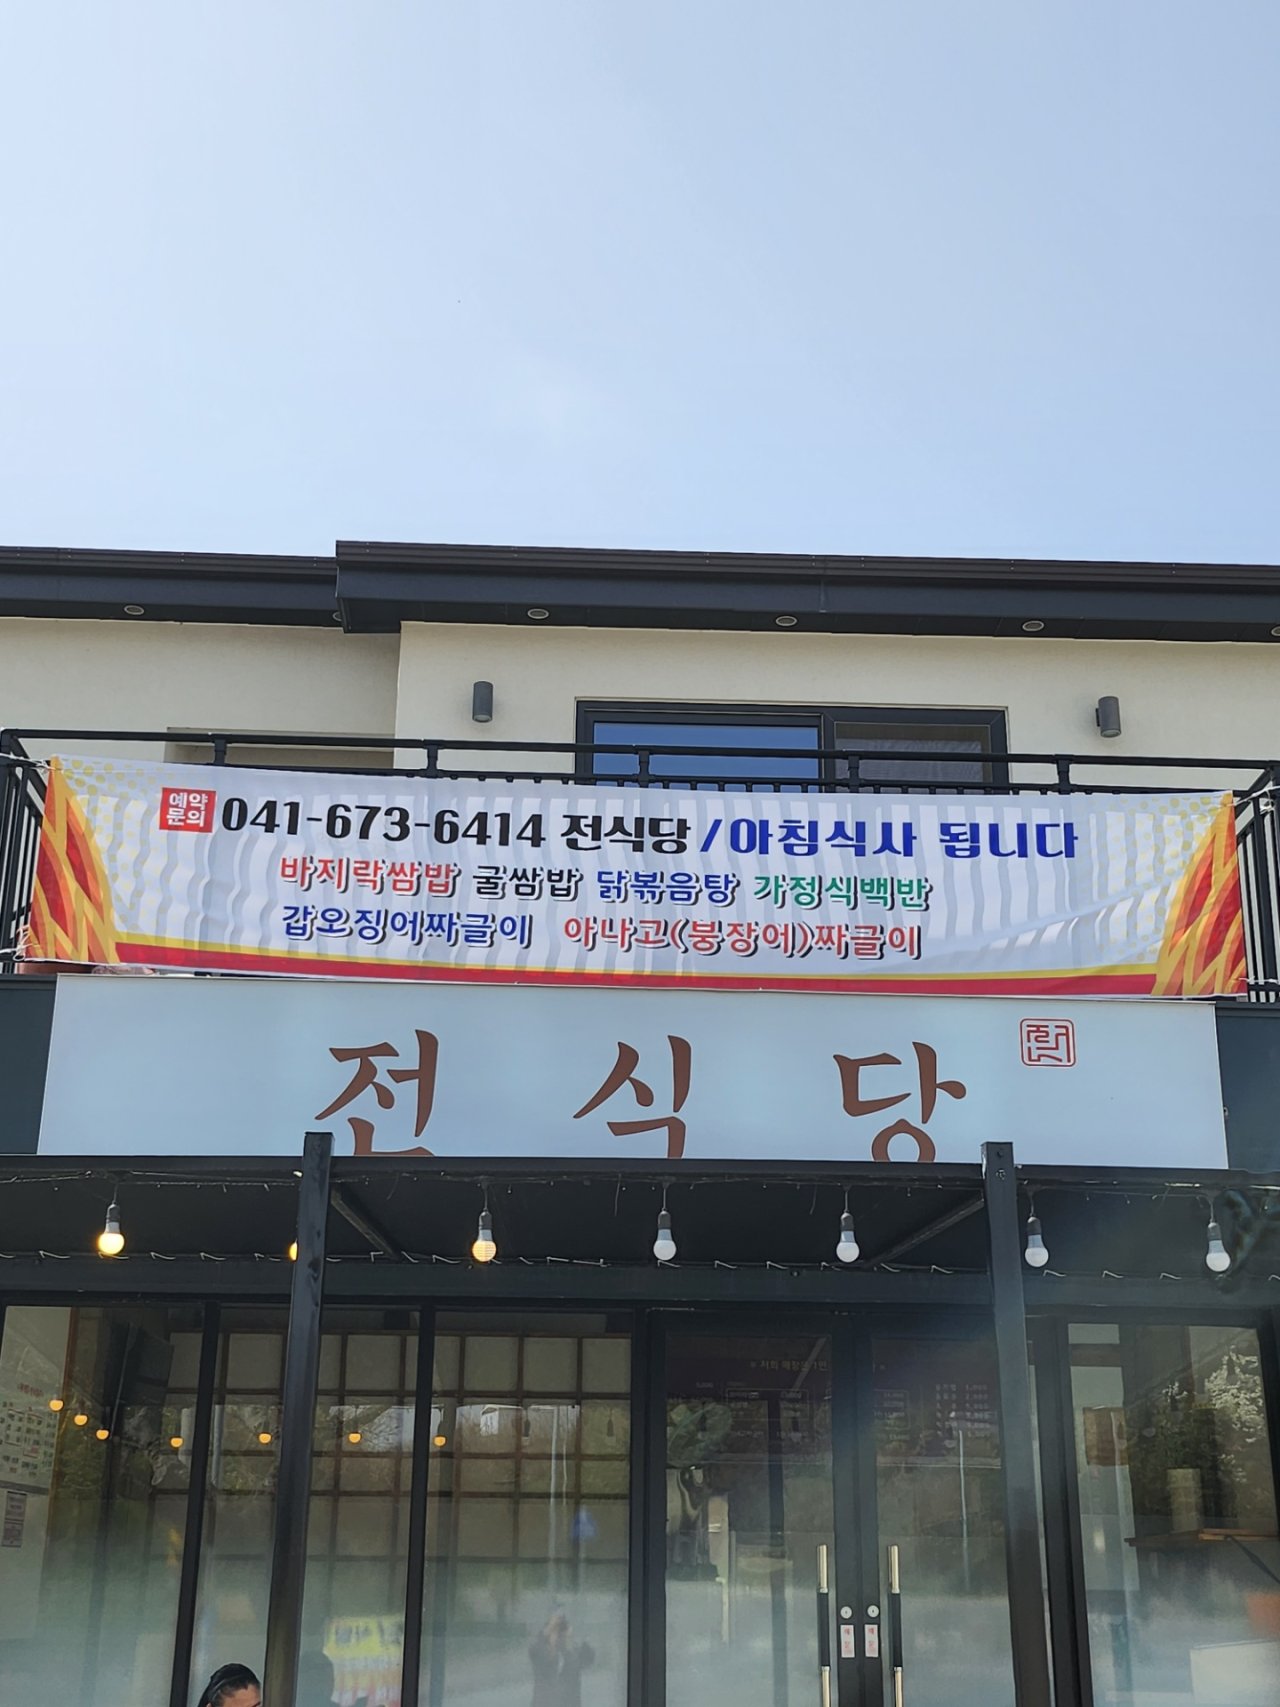 예약
문의
041-673-6414 전식당 /아침식사 됩니다
바지락쌈밥 굴쌈밥 닭볶음탕 가정식백반
갑오징어짜글이 아나고(붕장어)짜글이
전식당